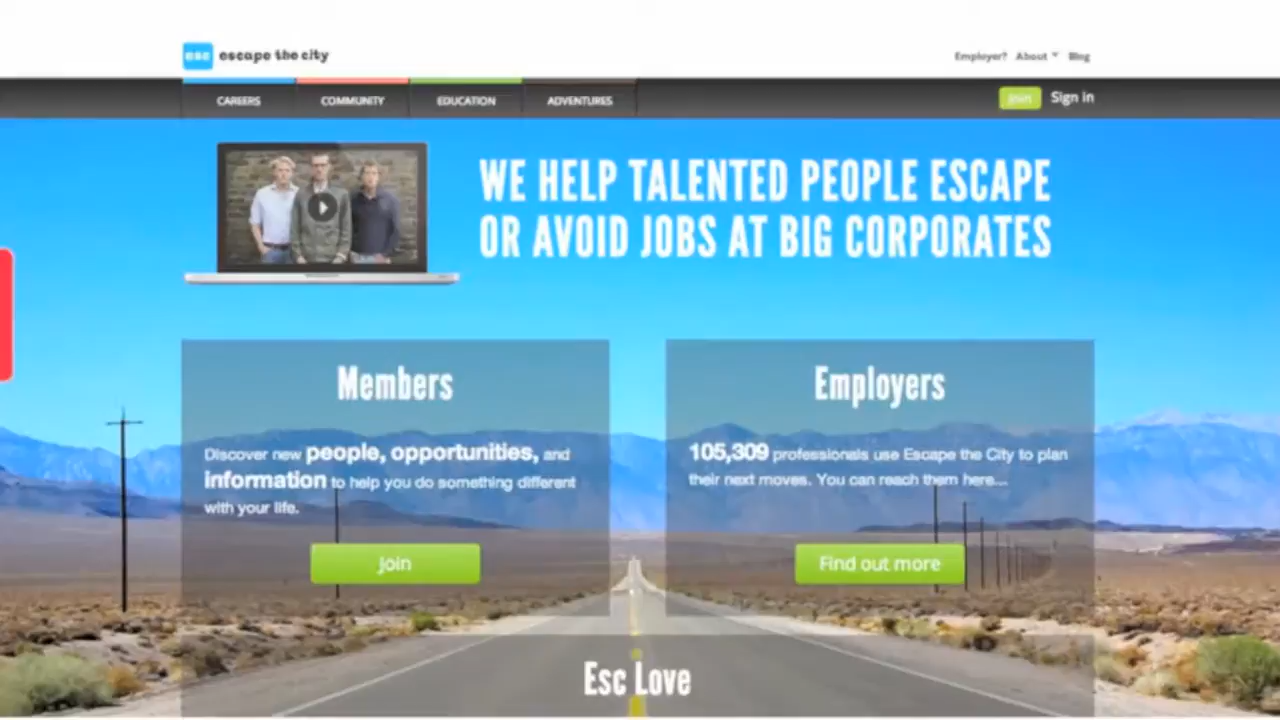 esc escape the city
Employer? About Blog
CAREERS COMMUNITY EDUCATION ADVENTURES Join Sign in
WE HELP TALENTED PEOPLE ESCAPE
OR AVOID JOBS AT BIG CORPORATES
Members
Discover new people, opportunities, and
information to help you do something different
with your life.
Join
Employers
105,309 professionals use Escape the City to plan
their next moves. You can reach them here...
Find out more
Esc Love